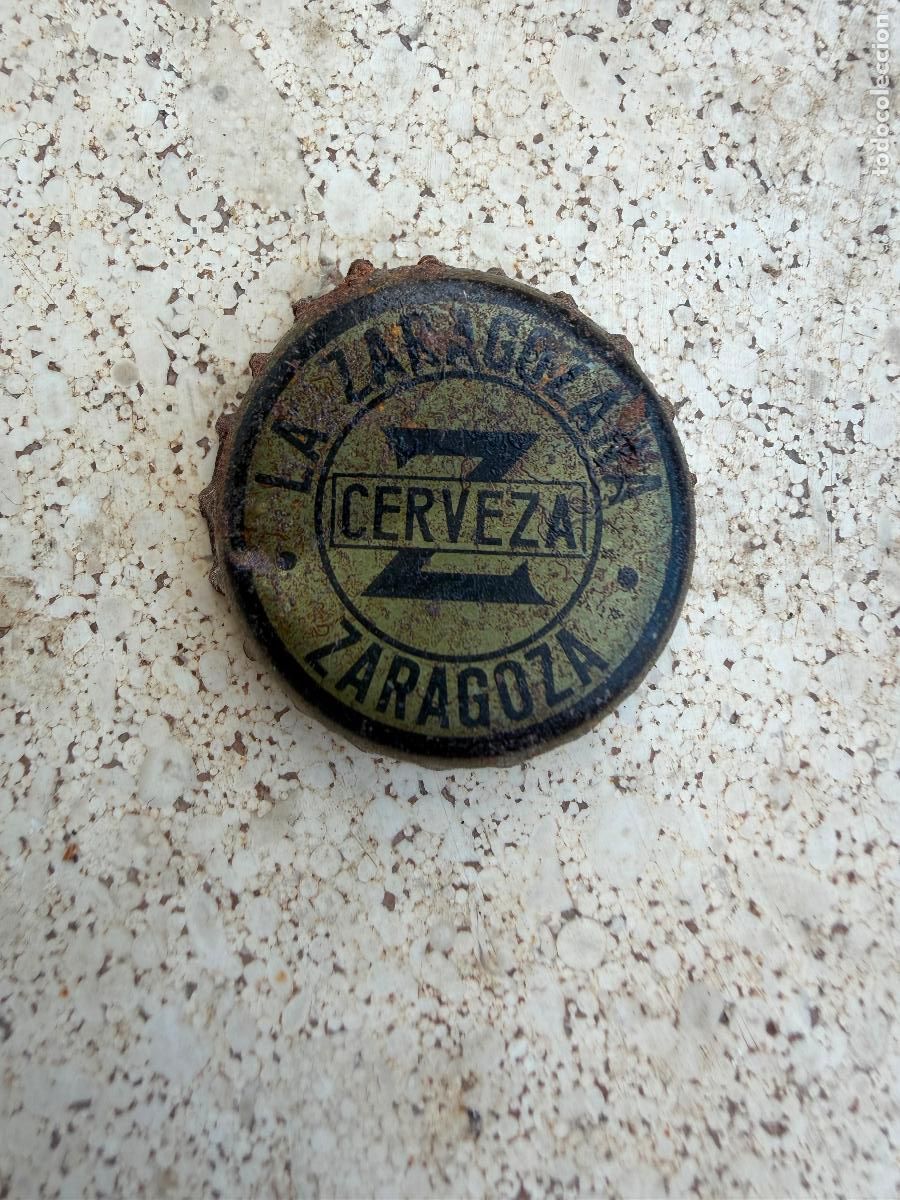 LA ZARAGOZANA
Z
CERVEZA
ZARAGOZA
todocoleccion